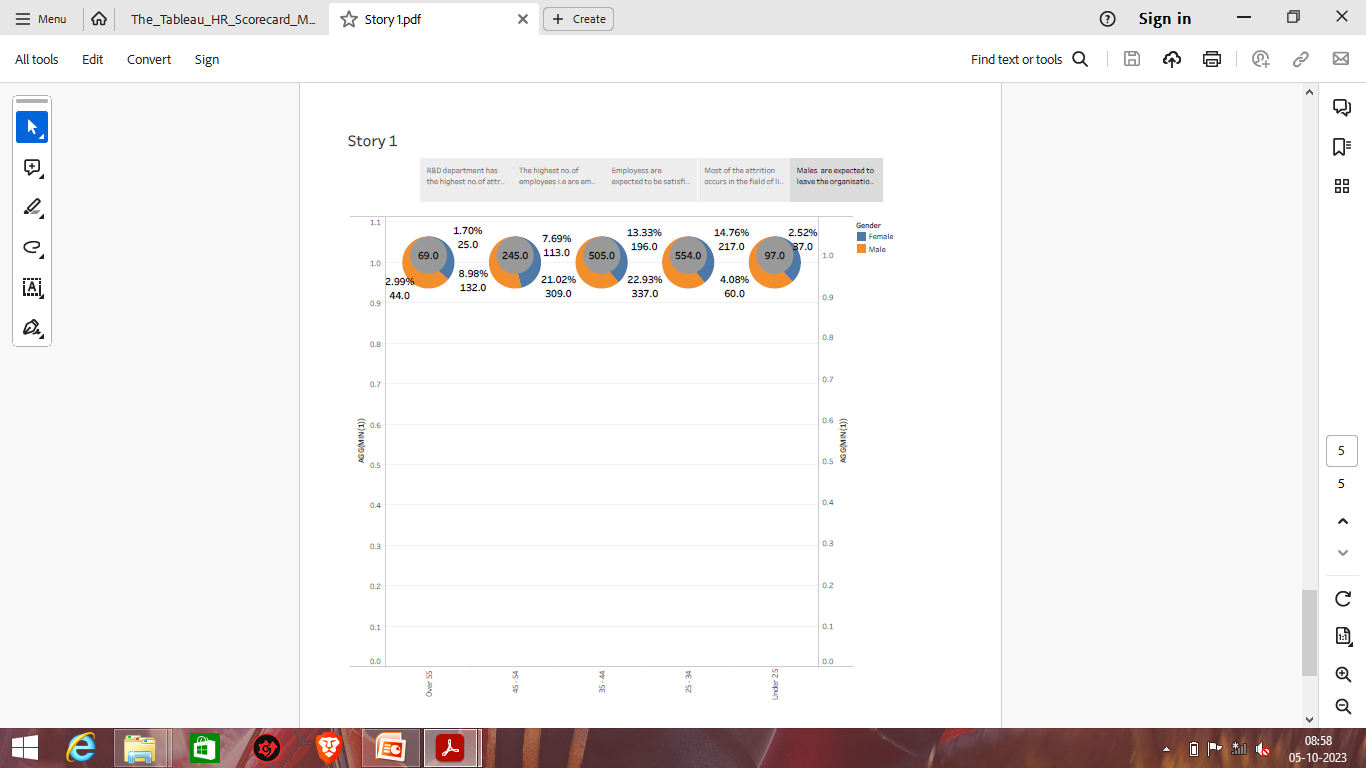 Menu
The_Tableau_HR_Scorecard_M...
Story 1.pdf
Create
Sign in
All tools
Edit
Convert
Sign
Find text or tools
Story 1
R&D department has
the highest no.of attr..
The highest no.of
employees i.e are em..
Employess are
expected to be satisfi..
Most of the attrition
occurs in the field of li..
Males are expected to
leave the organisatio..
1.1
1.0
0.9
0.8
0.7
0.6
0.5
0.4
0.3
0.2
0.1
0.0
AGG(MIN(1))
69.0
1.70%
25.0
2.99%
44.0
245.0
7.69%
113.0
8.98%
132.0
505.0
13.33%
196.0
21.02%
309.0
554.0
14.76%
217.0
22.93%
337.0
97.0
2.52%
37.0
4.08%
60.0
1.0
0.9
0.8
0.7
0.6
0.5
0.4
0.3
0.2
0.1
0.0
AGG(MIN(1))
Gender
Female
Male
Over 55
45 - 54
35 - 44
25 - 34
Under 25
5
5
1:1
08:58
05-10-2023